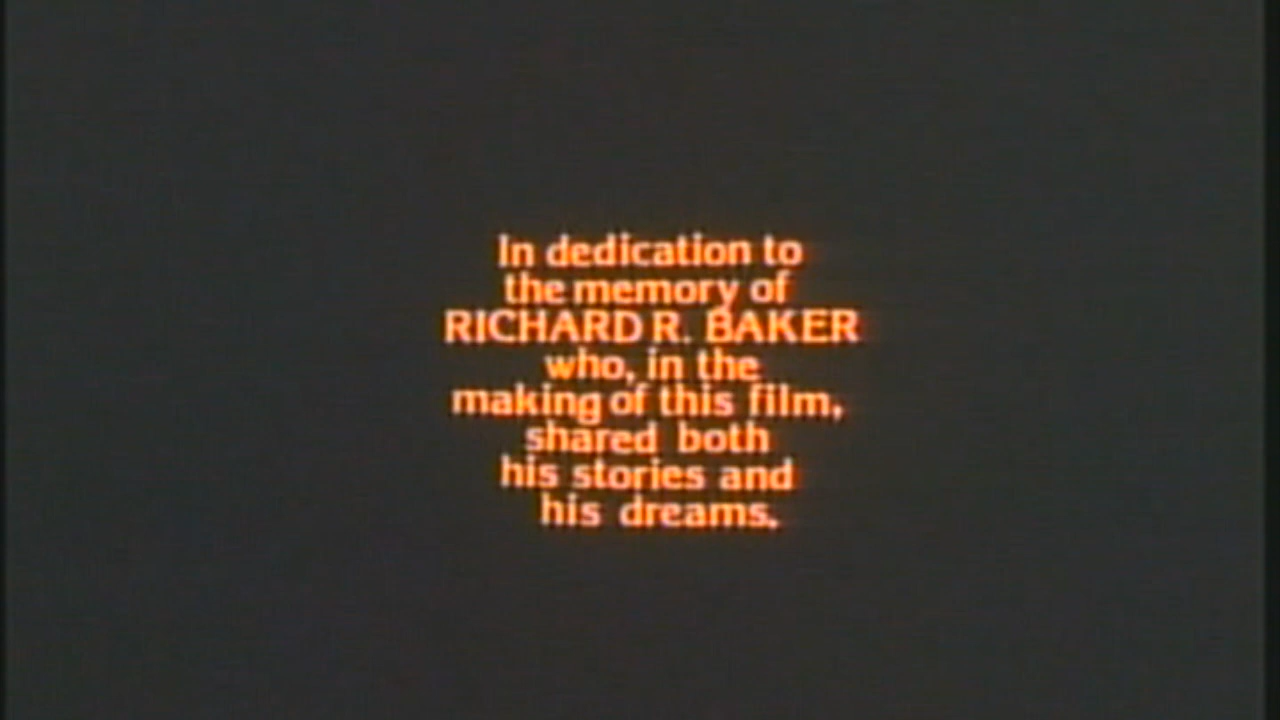 In dedication to
the memory of
RICHARD R. BAKER
who, in the
making of this film,
shared both
his stories and
his dreams.